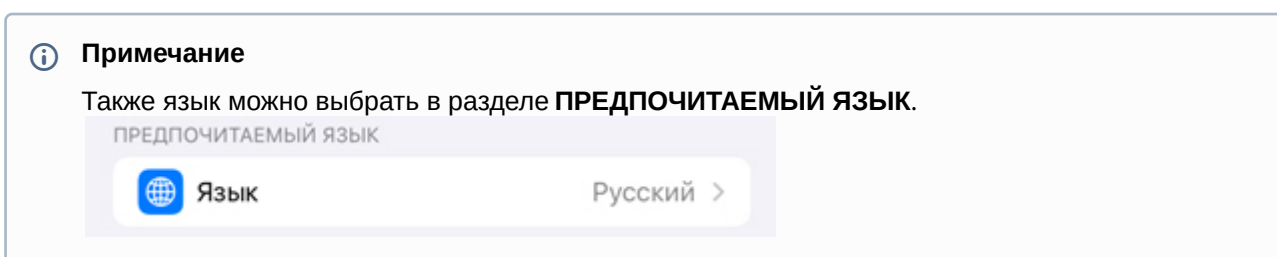 Примечание
Также язык можно выбрать в разделе ПРЕДПОЧИТАЕМЫЙ ЯЗЫК.
ПРЕДПОЧИТАЕМЫЙ ЯЗЫК
Язык Русский >